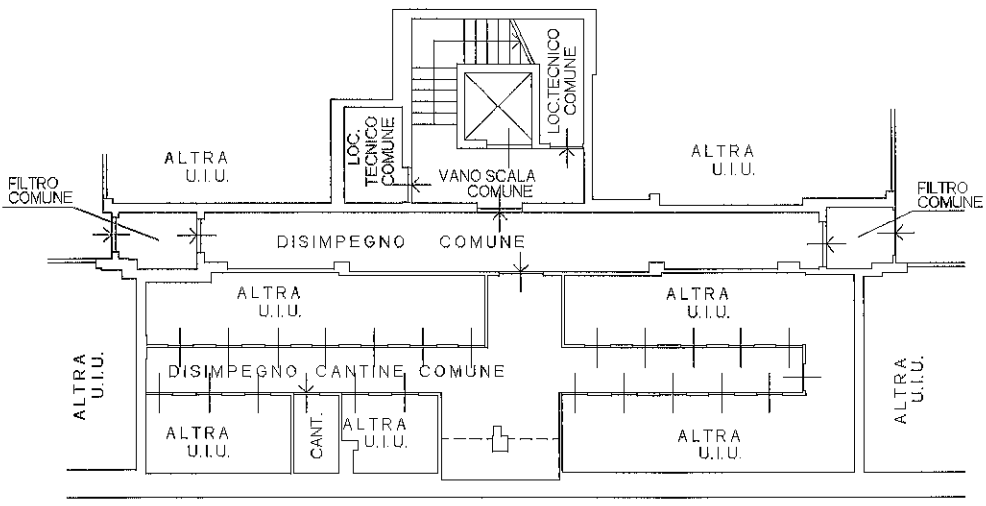 LOC.TECNICO
COMUNE
LOC.
TECNICO
COMUNE
ALTRA
U.I.U.
ALTRA
U.I.U.
VANO SCALA
COMUNE
FILTRO
COMUNE
FILTRO
COMUNE
DISIMPEGNO COMUNE
ALTRA
U.I.U.
ALTRA
U.I.U.
ALTRA
U.I.U.
DISIMPEGNO CANTINE COMUNE
ALTRA
U.I.U.
ALTRA
U.I.U.
CANT.
ALTRA
U.I.U.
ALTRA
U.I.U.